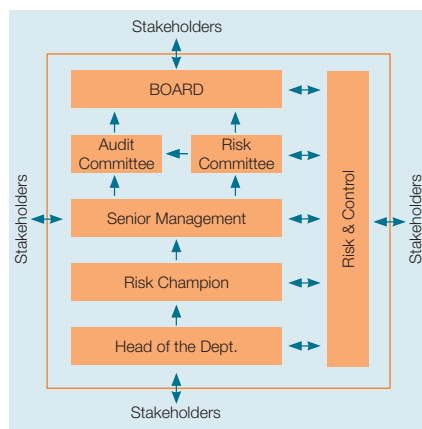 Stakeholders
BOARD
Audit
Committee
Risk
Committee
Senior Management
Risk Champion
Head of the Dept.
Risk & Control
Stakeholders
Stakeholders
Stakeholders